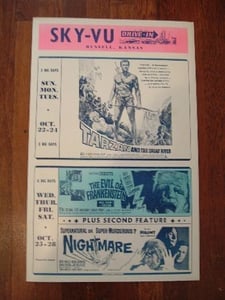 SKY-VU DRIVE-IN
RUSSELL, KANSAS
3 BIG DAYS
SUN.
MON.
TUES.
OCT.
22-24
TARZAN
AND THE GREAT RIVER
4 BIG DAYS
WED.
THUR.
FRI.
SAT.
OCT.
25-28
THE EVIL OF
FRANKENSTEIN
PLUS SECOND FEATURE
SUPERNATURAL OR SUPER-MURDEROUS?
NIGHTMARE